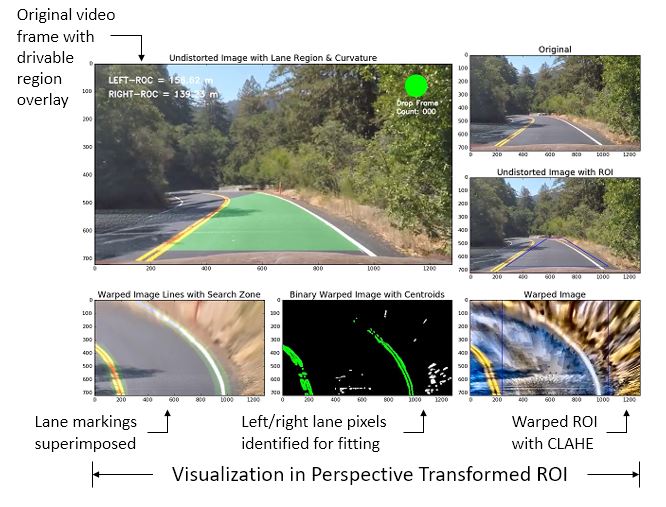 Original video
frame with
drivable
region
overlay
Undistorted Image with Lane Region & Curvature
LEFT-ROC = 158.82 m
RIGHT-ROC = m
Drop Frame
Count: 000
0
100
200
300
400
500
600
700
0 200 400 600 800 1000 1200
Original
0
100
200
300
400
500
600
700
0 200 400 600 800 1000 1200
Undistorted Image with ROI
0
100
200
300
400
500
600
700
0 200 400 600 800 1000 1200
Warped Image Lines with Search Zone
0
100
200
300
400
500
600
700
0 200 400 600 800 1000 1200
Binary Warped Image with Centroids
0
100
200
300
400
500
600
700
0 200 400 600 800 1000 1200
Warped Image
0
100
200
300
400
500
600
700
0 200 400 600 800 1000 1200
Lane markings
superimposed
Left/right lane pixels
identified for fitting
Warped ROI
with CLAHE
Visualization in Perspective Transformed ROI